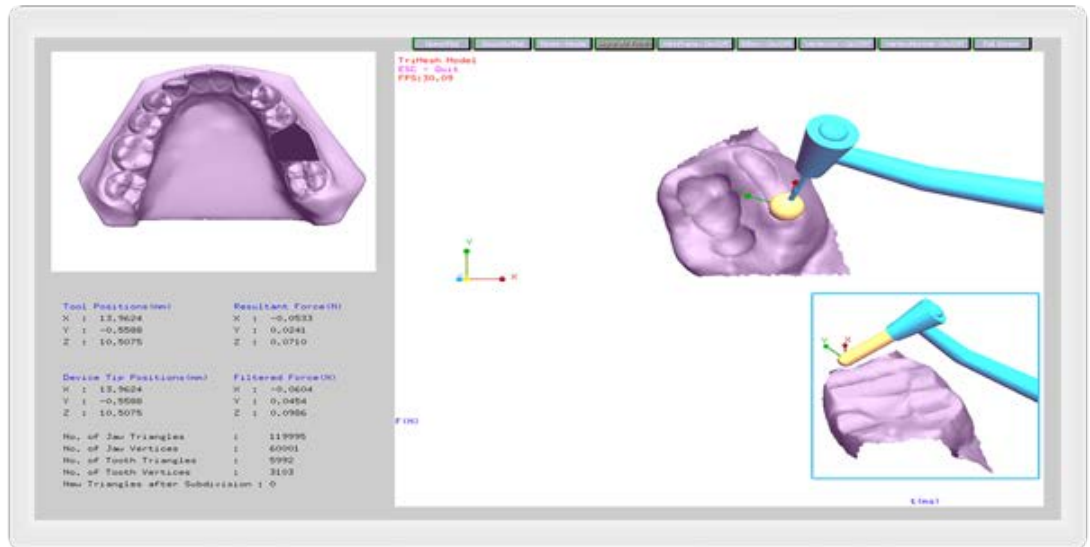 TriMesh Model
ESC - Quit
FPS:30.09
Y
X
Tool Positions(mm)
X : 13.9624
Y : -0.5588
Z : 10.5075
Resultant Force(N)
X : -0.0533
Y : 0.0241
Z : 0.0710
Device Tip Positions(mm)
X : 13.9624
Y : -0.5588
Z : 10.5075
Filtered Force(N)
X : -0.0604
Y : 0.0454
Z : 0.0986
No. of Jaw Triangles : 119995
No. of Jaw Vertices : 60001
No. of Tooth Triangles : 5992
No. of Tooth Vertices : 3103
New Triangles after Subdivision : 0
F(N)
Y
X
t(ms)